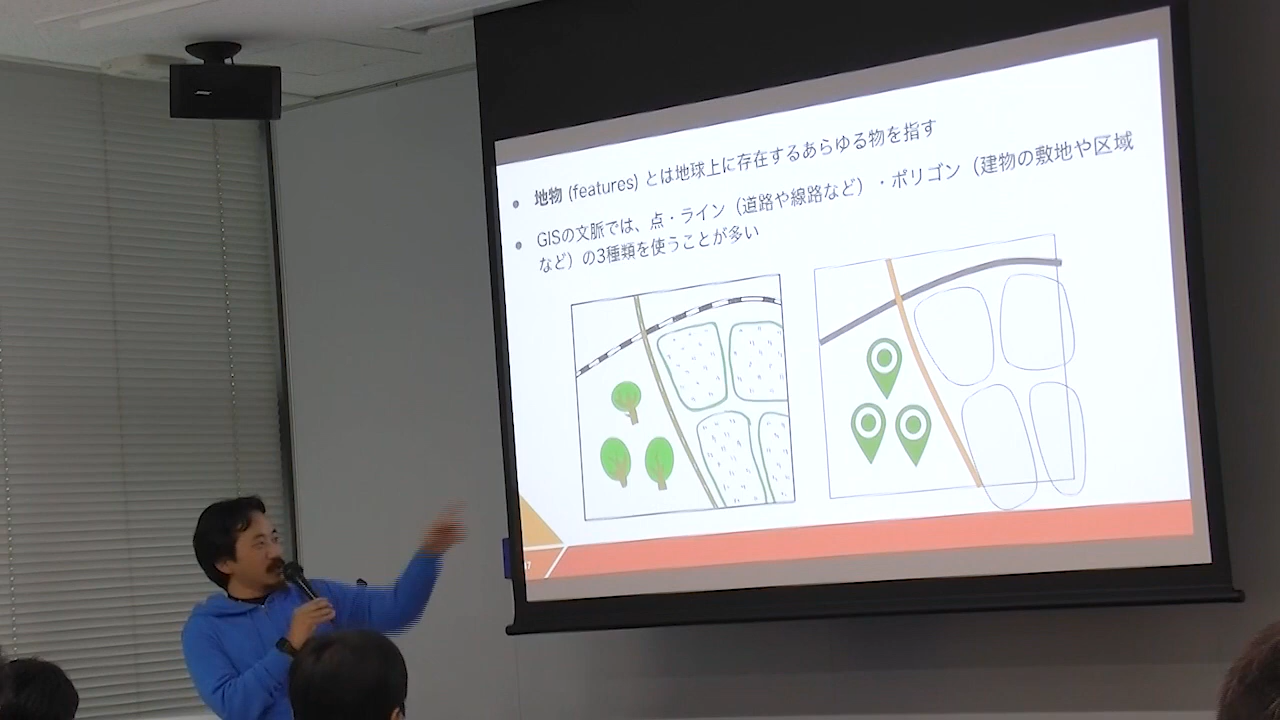 地物 (features) とは地球上に存在するあらゆる物を指す
GISの文脈では、点・ライン（道路や線路など）・ポリゴン（建物の敷地や区域
など）の3種類を使うことが多い